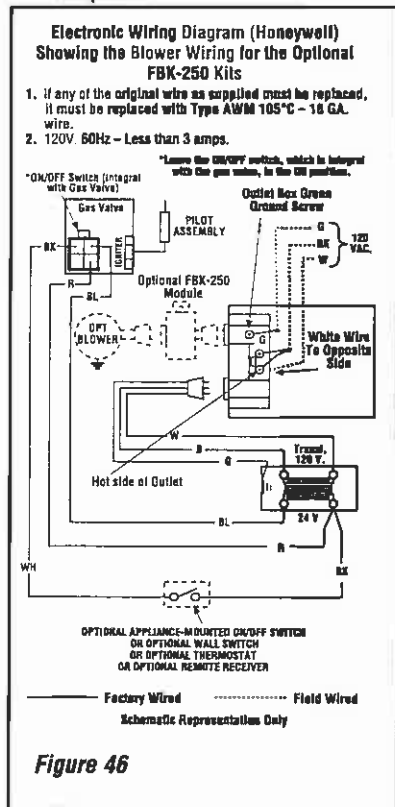 Electronic Wiring Diagram (Honeywell)
Showing the Blower Wiring for the Optional
FBK-250 Kits
1. If any of the original wire as supplied must be replaced,
it must be replaced with Type AWM 105°C – 18 GA.
wire.
2. 120V, 60Hz – Less than 3 amps.
*Leave the ON/OFF switch, which is integral
with the gas valve, in the ON position.
*ON/OFF Switch (Integral
with Gas Valve)
Gas Valve
Outlet Box Green
Ground Screw
BK
IGNITER
PILOT
ASSEMBLY
G
BK
W
120
VAC.
R
BL
Optional FBK-250
Module
OPT
BLOWER
G
White Wire
To Opposite
Side
W
B
G
Hot side of Outlet
Transf.
120 V.
24 V
BL
R
WH
BK
OPTIONAL APPLIANCE-MOUNTED ON/OFF SWITCH
OR OPTIONAL WALL SWITCH
OR OPTIONAL THERMOSTAT
OR OPTIONAL REMOTE RECEIVER
Factory Wired
Field Wired
Schematic Representation Only
Figure 46